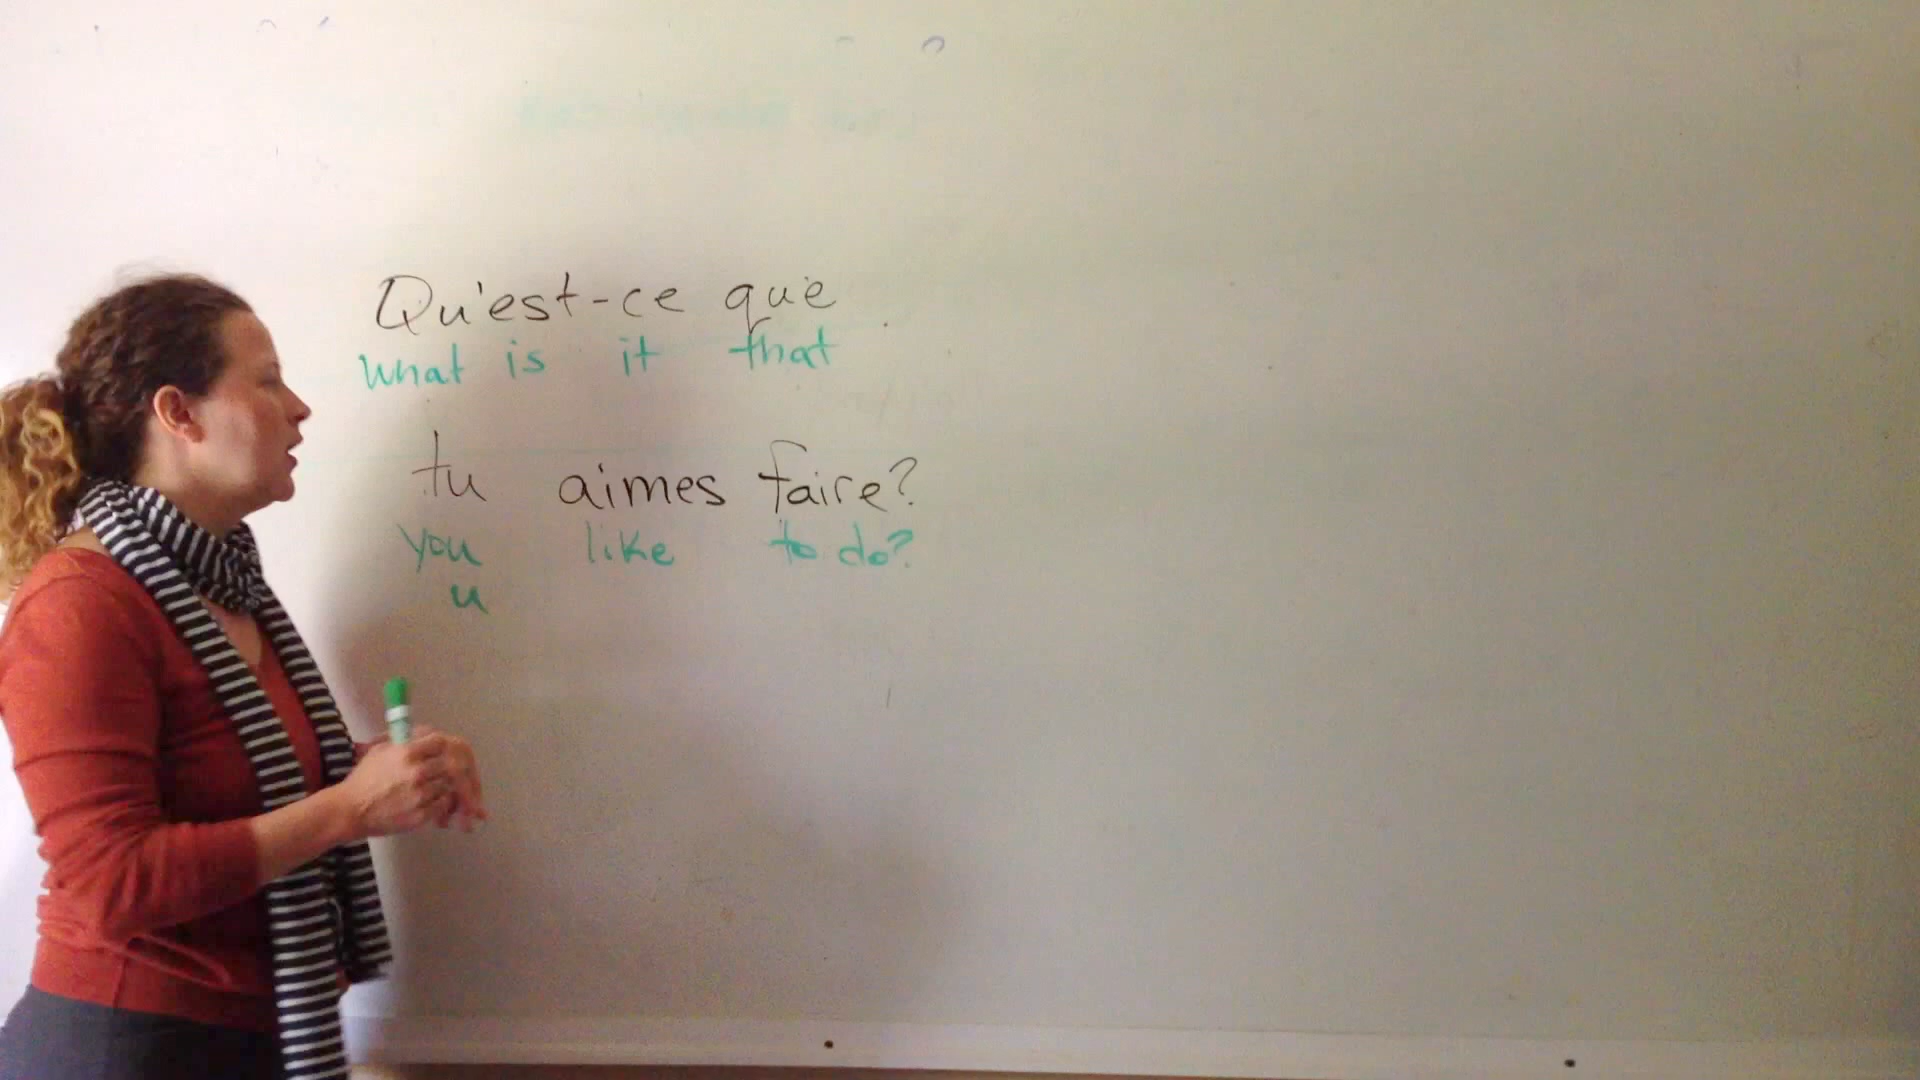 Qu'est-ce que
What is it that
tu aimes faire?
you like to do?
u